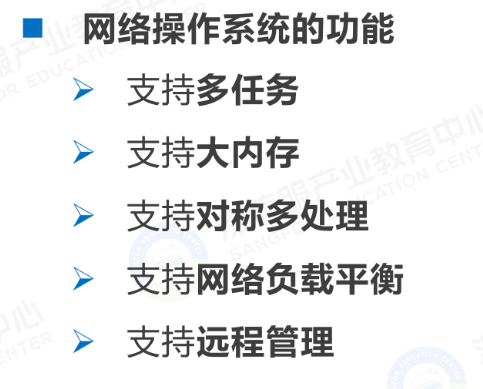 网络操作系统的功能
支持多任务
支持大内存
支持对称多处理
支持网络负载平衡
支持远程管理